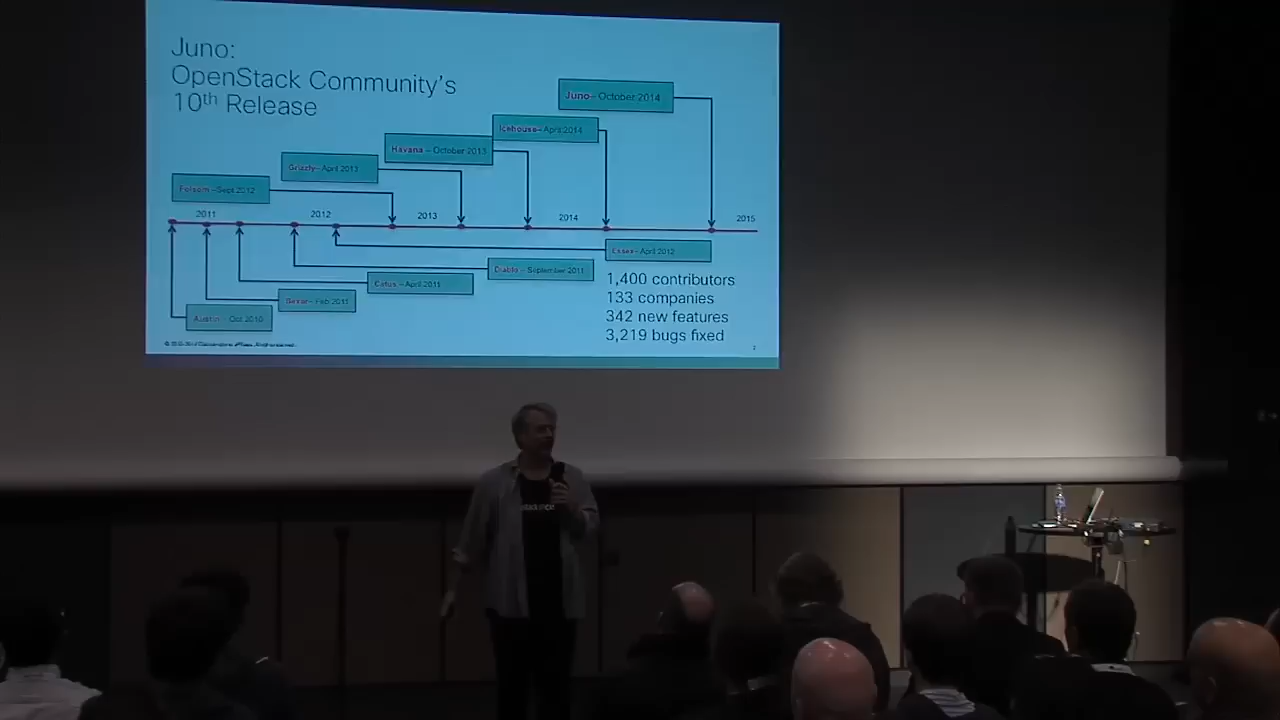 Juno:
OpenStack Community's
10th Release
Juno– October 2014
Icehouse– April 2014
Havana – October 2013
Grizzly– April 2013
Folsom –Sept 2012
2011
2012
2013
2014
2015
Essex– April 2012
Diablo – September 2011
Cactus– April 2011
Bexar– Feb 2011
Austin – Oct 2010
1,400 contributors
133 companies
342 new features
3,219 bugs fixed
2